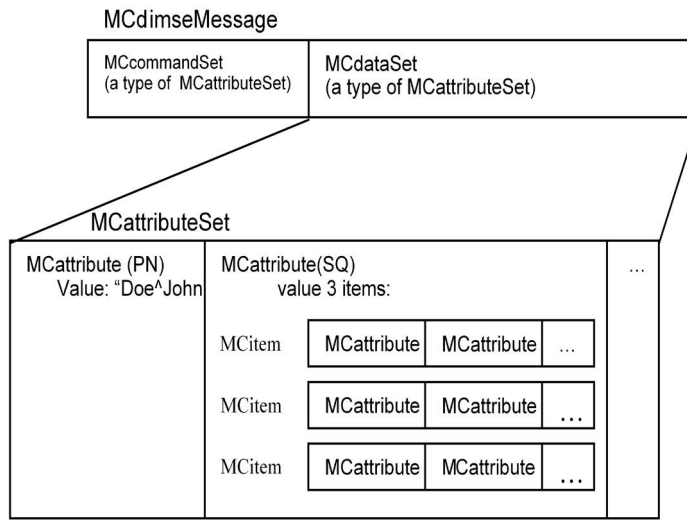 MCdimseMessage
MCcommandSet
(a type of MCattributeSet)
MCdataSet
(a type of MCattributeSet)
MCattributeSet
MCattribute (PN)
Value: “Doe^John
MCattribute(SQ)
value 3 items:
...
MCitem MCattribute MCattribute ...
MCitem MCattribute MCattribute ...
MCitem MCattribute MCattribute ...